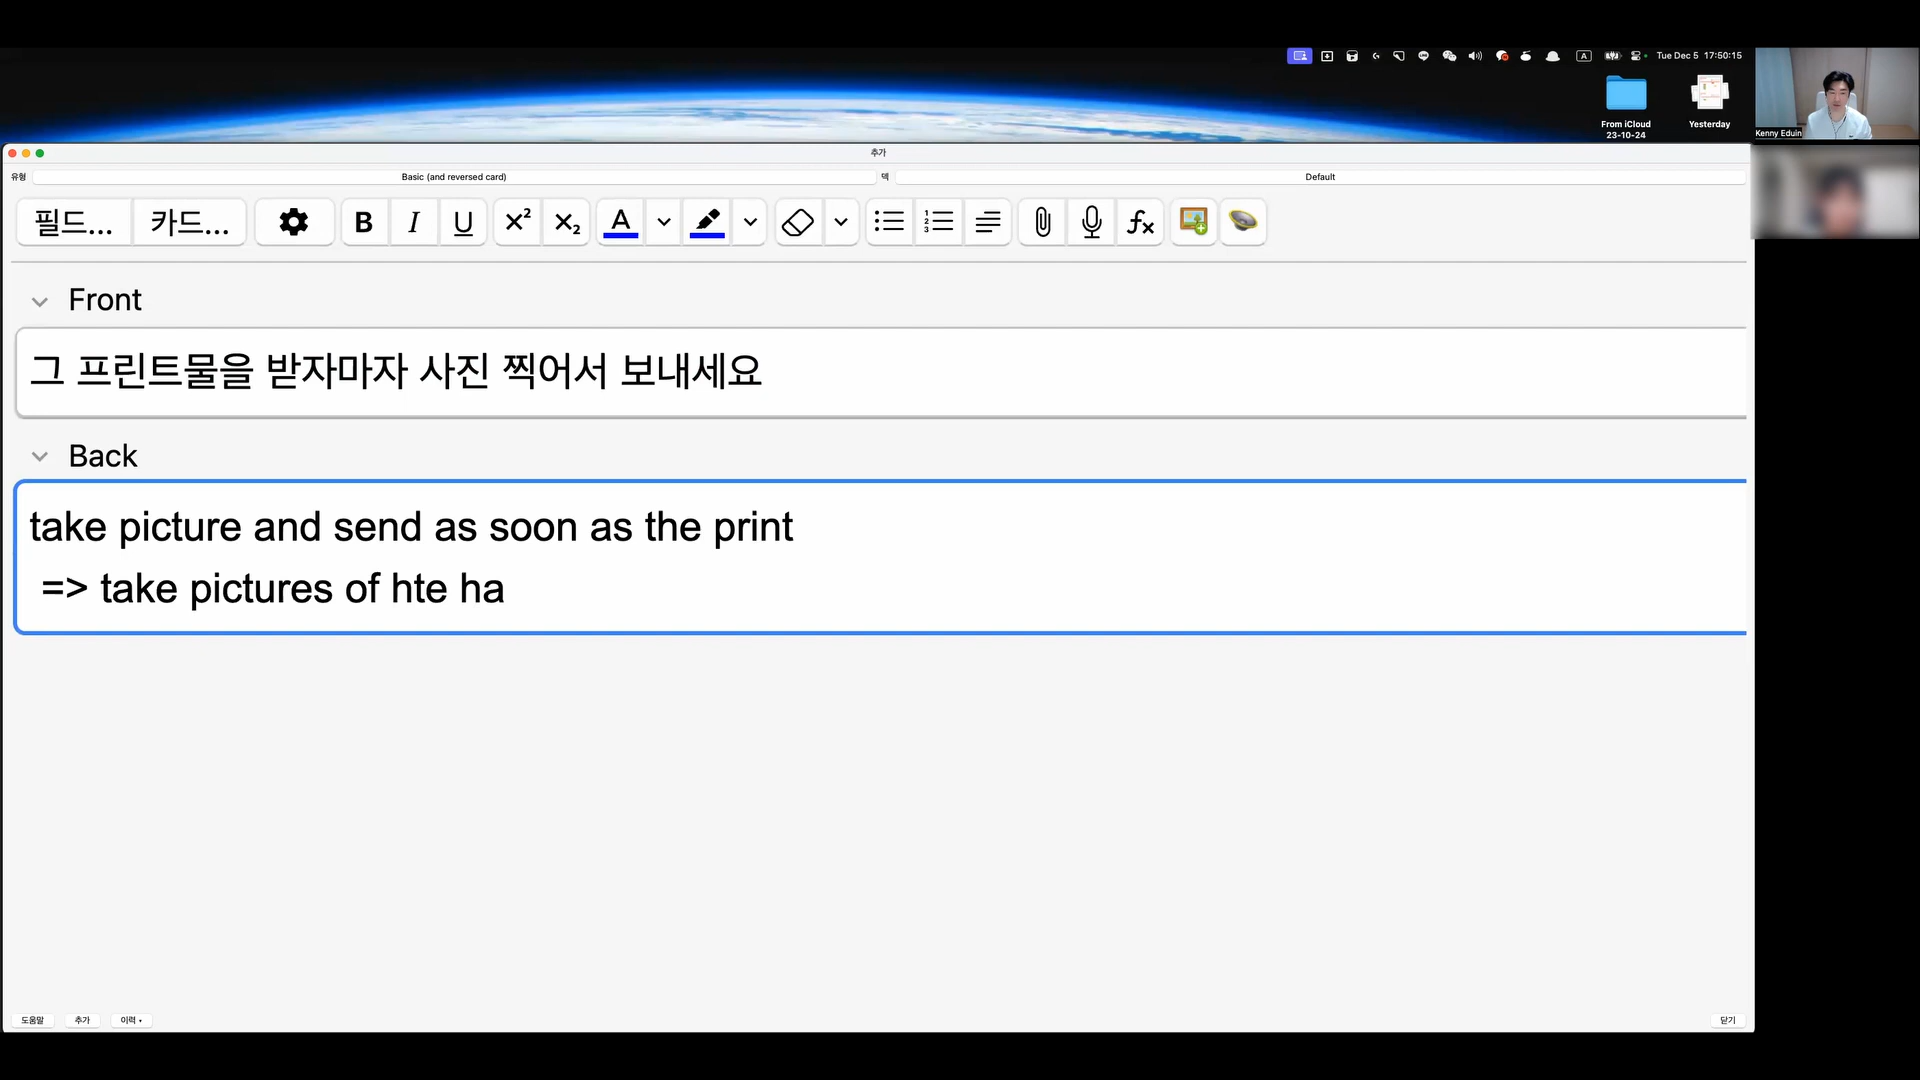 Tue Dec 5 17:50:15
From iCloud
23-10-24
Yesterday
Kenny Eduin
추가
유형
Basic (and reversed card)
덱
Default
필드...
카드...
B I U x² x₂ A fx
Front
그 프린트물을 받자마자 사진 찍어서 보내세요
Back
take picture and send as soon as the print
=> take pictures of hte ha
도움말
추가
이력
닫기